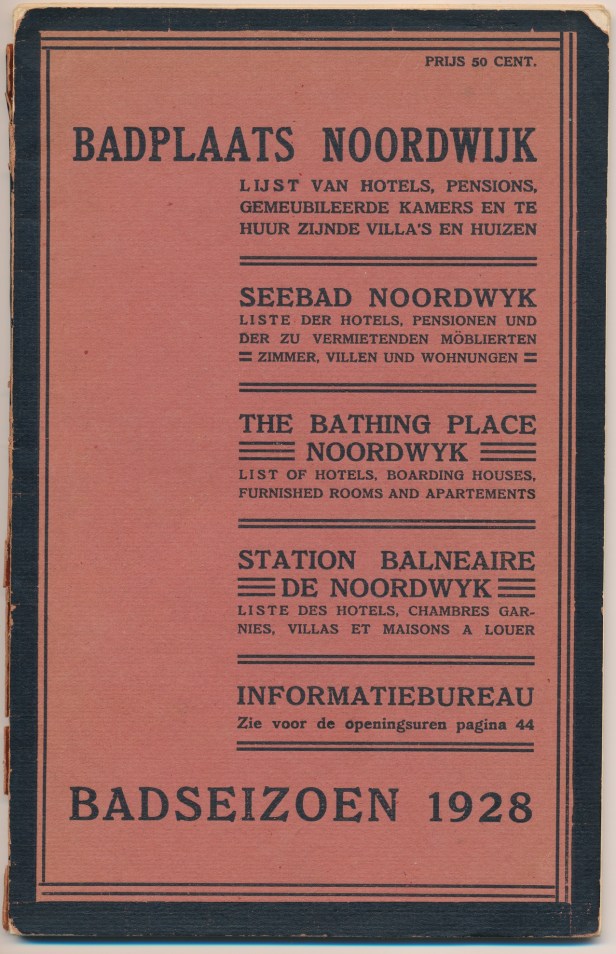 PRIJS 50 CENT.
BADPLAATS NOORDWIJK
LIJST VAN HOTELS, PENSIONS,
GEMEUBILEERDE KAMERS EN TE
HUUR ZIJNDE VILLA'S EN HUIZEN
SEEBAD NOORDWYK
LISTE DER HOTELS, PENSIONEN UND
DER ZU VERMIETENDEN MÖBLIERTEN
ZIMMER, VILLEN UND WOHNUNGEN
THE BATHING PLACE
NOORDWYK
LIST OF HOTELS, BOARDING HOUSES,
FURNISHED ROOMS AND APARTEMENTS
STATION BALNEAIRE
DE NOORDWYK
LISTE DES HOTELS, CHAMBRES GAR-
NIES, VILLAS ET MAISONS A LOUER
INFORMATIEBUREAU
Zie voor de openingsuren pagina 44
BADSEIZOEN 1928